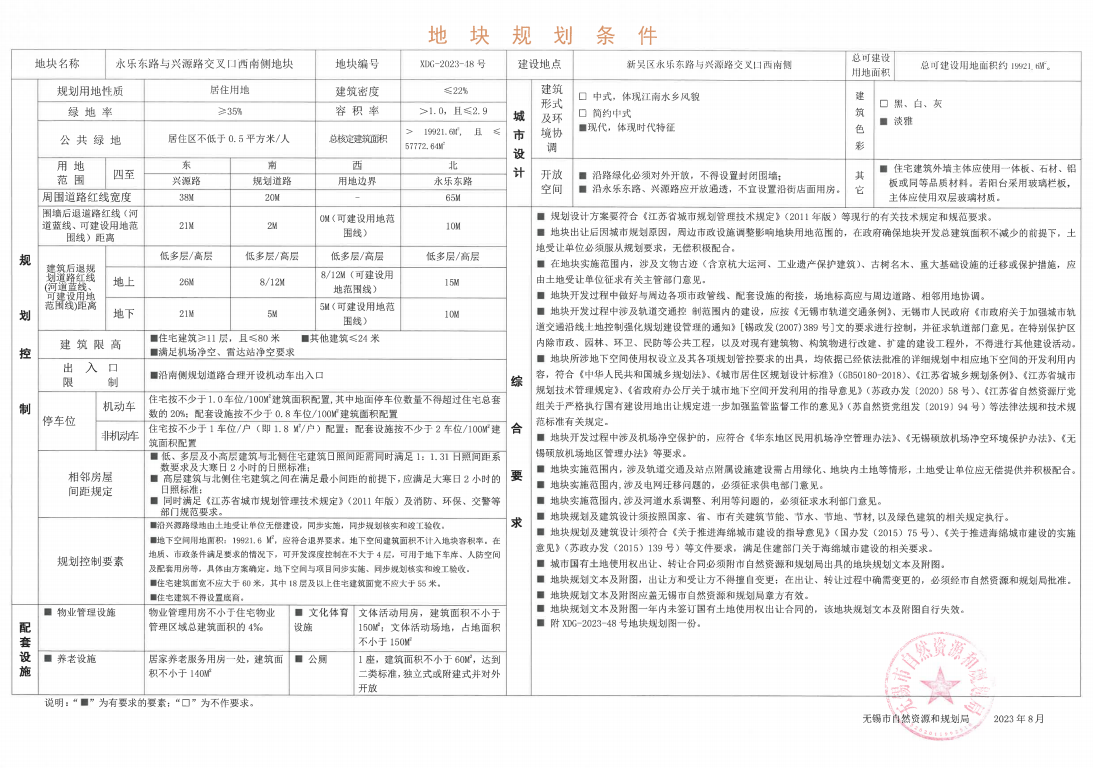 地块规划条件
地块名称 永乐东路与兴源路交叉口西南侧地块 地块编号 XDG-2023-48号 建设地点 新吴区永乐东路与兴源路交叉口西南侧 总可建设用地面积 总可建设用地面积约19921.6㎡。
规划控制
规划用地性质 居住用地 建筑密度 ≤22%
绿地率 ≥35% 容积率 >1.0，且≤2.9
公共绿地 居住区不低于0.5平方米/人 总核定建筑面积 > 19921.6㎡，且 ≤
57772.64㎡
用地范围 四至 东 南 西 北
兴源路 规划道路 用地边界 永乐东路
周围道路红线宽度 38M 20M - 65M
围墙后退道路红线（河
道蓝线、可建设用地范
围线）距离
21M 2M 0M（可建设用地范
围线） 10M
建筑后退规
划道路红线
（河道蓝线、
可建设用地
范围线）距离
低多层/高层 低多层/高层 低多层/高层 低多层/高层
地上 26M 8/12M 8/12M（可建设用
地范围线） 15M
地下 21M 5M 5M（可建设用地范
围线） 10M
建筑限高
■住宅建筑≥11层，且≤80米 ■其他建筑≤24米
■满足机场净空、雷达站净空要求
出入口
限制
■沿南侧规划道路合理开设机动车出入口
停车位
机动车
住宅按不少于1.0车位/100M²建筑面积配置，其中地面停车位数量不得超过住宅总套
数的20%；配套设施按不少于0.8车位/100M²建筑面积配置
非机动车
住宅按不少于1车位/户（即1.8 M²/户）配置；配套设施按不少于2车位/100M²建
筑面积配置
相邻房屋
间距规定
■ 低、多层及小高层建筑与北侧住宅建筑日照间距需同时满足1：1.31日照间距系
数要求及大寒日2小时的日照标准；
■ 高层建筑与北侧住宅建筑之间在满足最小间距的前提下，应满足大寒日2小时的
日照标准；
■ 同时满足《江苏省城市规划管理技术规定》（2011年版）及消防、环保、交警等
部门规范要求。
规划控制要素
■沿兴源路绿地由土地受让单位无偿建设，同步实施，同步规划核实和竣工验收。
■地下空间用地面积：19921.6 M²，应符合退界要求。地下空间建筑面积不计入地块容积率。在
地质、市政条件满足要求的情况下，可开发深度控制在不大于4层，可用于地下车库、人防空间
及配套用房等，具体由方案确定。地下空间与项目同步实施、同步规划核实和竣工验收。
■住宅建筑面宽不应大于60米，其中18层及以上住宅建筑面宽不应大于55米。
■住宅建筑不得设置底商。
配套设施
■ 物业管理设施
物业管理用房不小于住宅物业
管理区域总建筑面积的4‰
■ 文化体育
设施
文体活动用房，建筑面积不小于
150M²；文体活动场地，占地面积
不小于150M²
■ 养老设施
居家养老服务用房一处，建筑面
积不小于140M²
■ 公厕
1座，建筑面积不小于60M²，达到
二类标准，独立式或附建式并对外
开放
城市设计
建筑
形式
及环
境协
调
□ 中式，体现江南水乡风貌
□ 简约中式
■现代，体现时代特征
建
筑
色
彩
□ 黑、白、灰
■ 淡雅
开放
空间
■ 沿路绿化必须对外开放，不得设置封闭围墙；
■ 沿永乐东路、兴源路应开放通透，不宜设置沿街店面用房。
其
它
■ 住宅建筑外墙主体应使用一体板、石材、铝
板或同等品质材料。若阳台采用玻璃栏板，
主体应使用双层玻璃材质。
综合要求
■ 规划设计方案要符合《江苏省城市规划管理技术规定》（2011年版）等现行的有关技术规定和规范要求。
■ 地块出让后因城市规划原因，周边市政设施调整影响地块用地范围的，在政府确保地块开发总建筑面积不减少的前提下，土
地受让单位必须服从规划要求，无偿积极配合。
■ 在地块实施范围内，涉及文物古迹（含京杭大运河、工业遗产保护建筑）、古树名木、重大基础设施的迁移或保护措施，应
由土地受让单位征求有关主管部门意见。
■ 地块开发过程中做好与周边各项市政管线、配套设施的衔接，场地标高应与周边道路、相邻用地协调。
■ 地块开发过程中涉及轨道交通控 制范围内的建设，应按《无锡市轨道交通条例》、无锡市人民政府《市政府关于加强城市轨
道交通沿线土地控制强化规划建设管理的通知》[锡政发(2007)389号]文的要求进行控制，并征求轨道部门意见。在特别保护区
内除市政、园林、环卫、民防等公共工程，以及对现有建筑物、构筑物进行改建、扩建的建设工程外，不得进行其他建设活动。
■ 地块所涉地下空间使用权设立及其各项规划管控要求的出具，均依据已经依法批准的详细规划中相应地下空间的开发利用内
容，符合《中华人民共和国城乡规划法》、《城市居住区规划设计标准》(GB50180-2018)、《江苏省城乡规划条例》、《江苏省城市
规划技术管理规定》、《省政府办公厅关于城市地下空间开发利用的指导意见》（苏政办发〔2020〕58号）、《江苏省自然资源厅党
组关于严格执行国有建设用地出让规定进一步加强监管监督工作的意见》（苏自然资党组发〔2019〕94号）等法律法规和技术规
范标准有关规定。
■ 地块开发过程中涉及机场净空保护的，应符合《华东地区民用机场净空管理办法》、《无锡硕放机场净空环境保护办法》、《无
锡硕放机场地区管理办法》等要求。
■ 地块实施范围内，涉及轨道交通及站点附属设施建设需占用绿化、地块内土地等情形，土地受让单位应无偿提供并积极配合。
■ 地块实施范围内，涉及电网迁移问题的，必须征求供电部门意见。
■ 地块实施范围内，涉及河道水系调整、利用等问题的，必须征求水利部门意见。
■ 地块规划及建筑设计须按照国家、省、市有关建筑节能、节水、节地、节材，以及绿色建筑的相关规定执行。
■ 地块规划及建筑设计须符合《关于推进海绵城市建设的指导意见》（国办发（2015）75号）、《关于推进海绵城市建设的实施
意见》（苏政办发（2015）139号）等文件要求，满足住建部门关于海绵城市建设的相关要求。
■ 城市国有土地使用权出让、转让合同必须附市自然资源和规划局出具的地块规划文本及附图。
■ 地块规划文本及附图，出让方和受让方不得擅自变更；在出让、转让过程中确需变更的，必须经市自然资源和规划局批准。
■ 地块规划文本及附图应盖无锡市自然资源和规划局章方有效。
■ 地块规划文本及附图一年内未签订国有土地使用权出让合同的，该地块规划文本及附图自行失效。
■ 附XDG-2023-48号地块规划图一份。
无锡市自然资源和规划局
说明：“■”为有要求的要素；“□”为不作要求。
无锡市自然资源和规划局 2023年8月